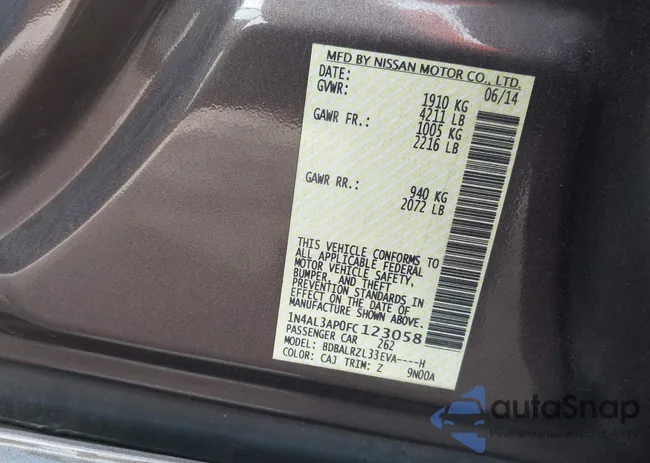 MFD BY NISSAN MOTOR CO., LTD.
DATE: 06/14
GVWR: 1910 KG
4211 LB
GAWR FR.: 1005 KG
2216 LB
GAWR RR.: 940 KG
2072 LB
THIS VEHICLE CONFORMS TO
ALL APPLICABLE FEDERAL
MOTOR VEHICLE SAFETY,
BUMPER, AND THEFT
PREVENTION STANDARDS IN
EFFECT ON THE DATE OF
MANUFACTURE SHOWN ABOVE.
1N4AL3AP0FC123058
PASSENGER CAR 262
MODEL: BDBALRZL33EVA----H
COLOR: CAJ TRIM: Z 9N00A
autoSnap